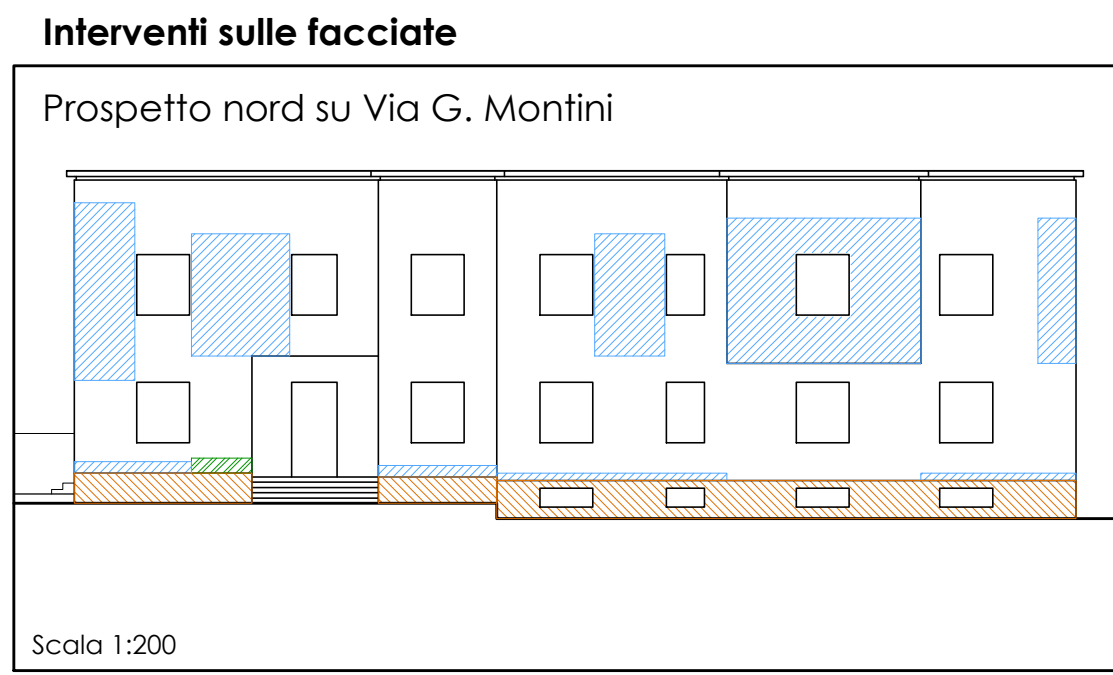 Interventi sulle facciate
Prospetto nord su Via G. Montini
Scala 1:200